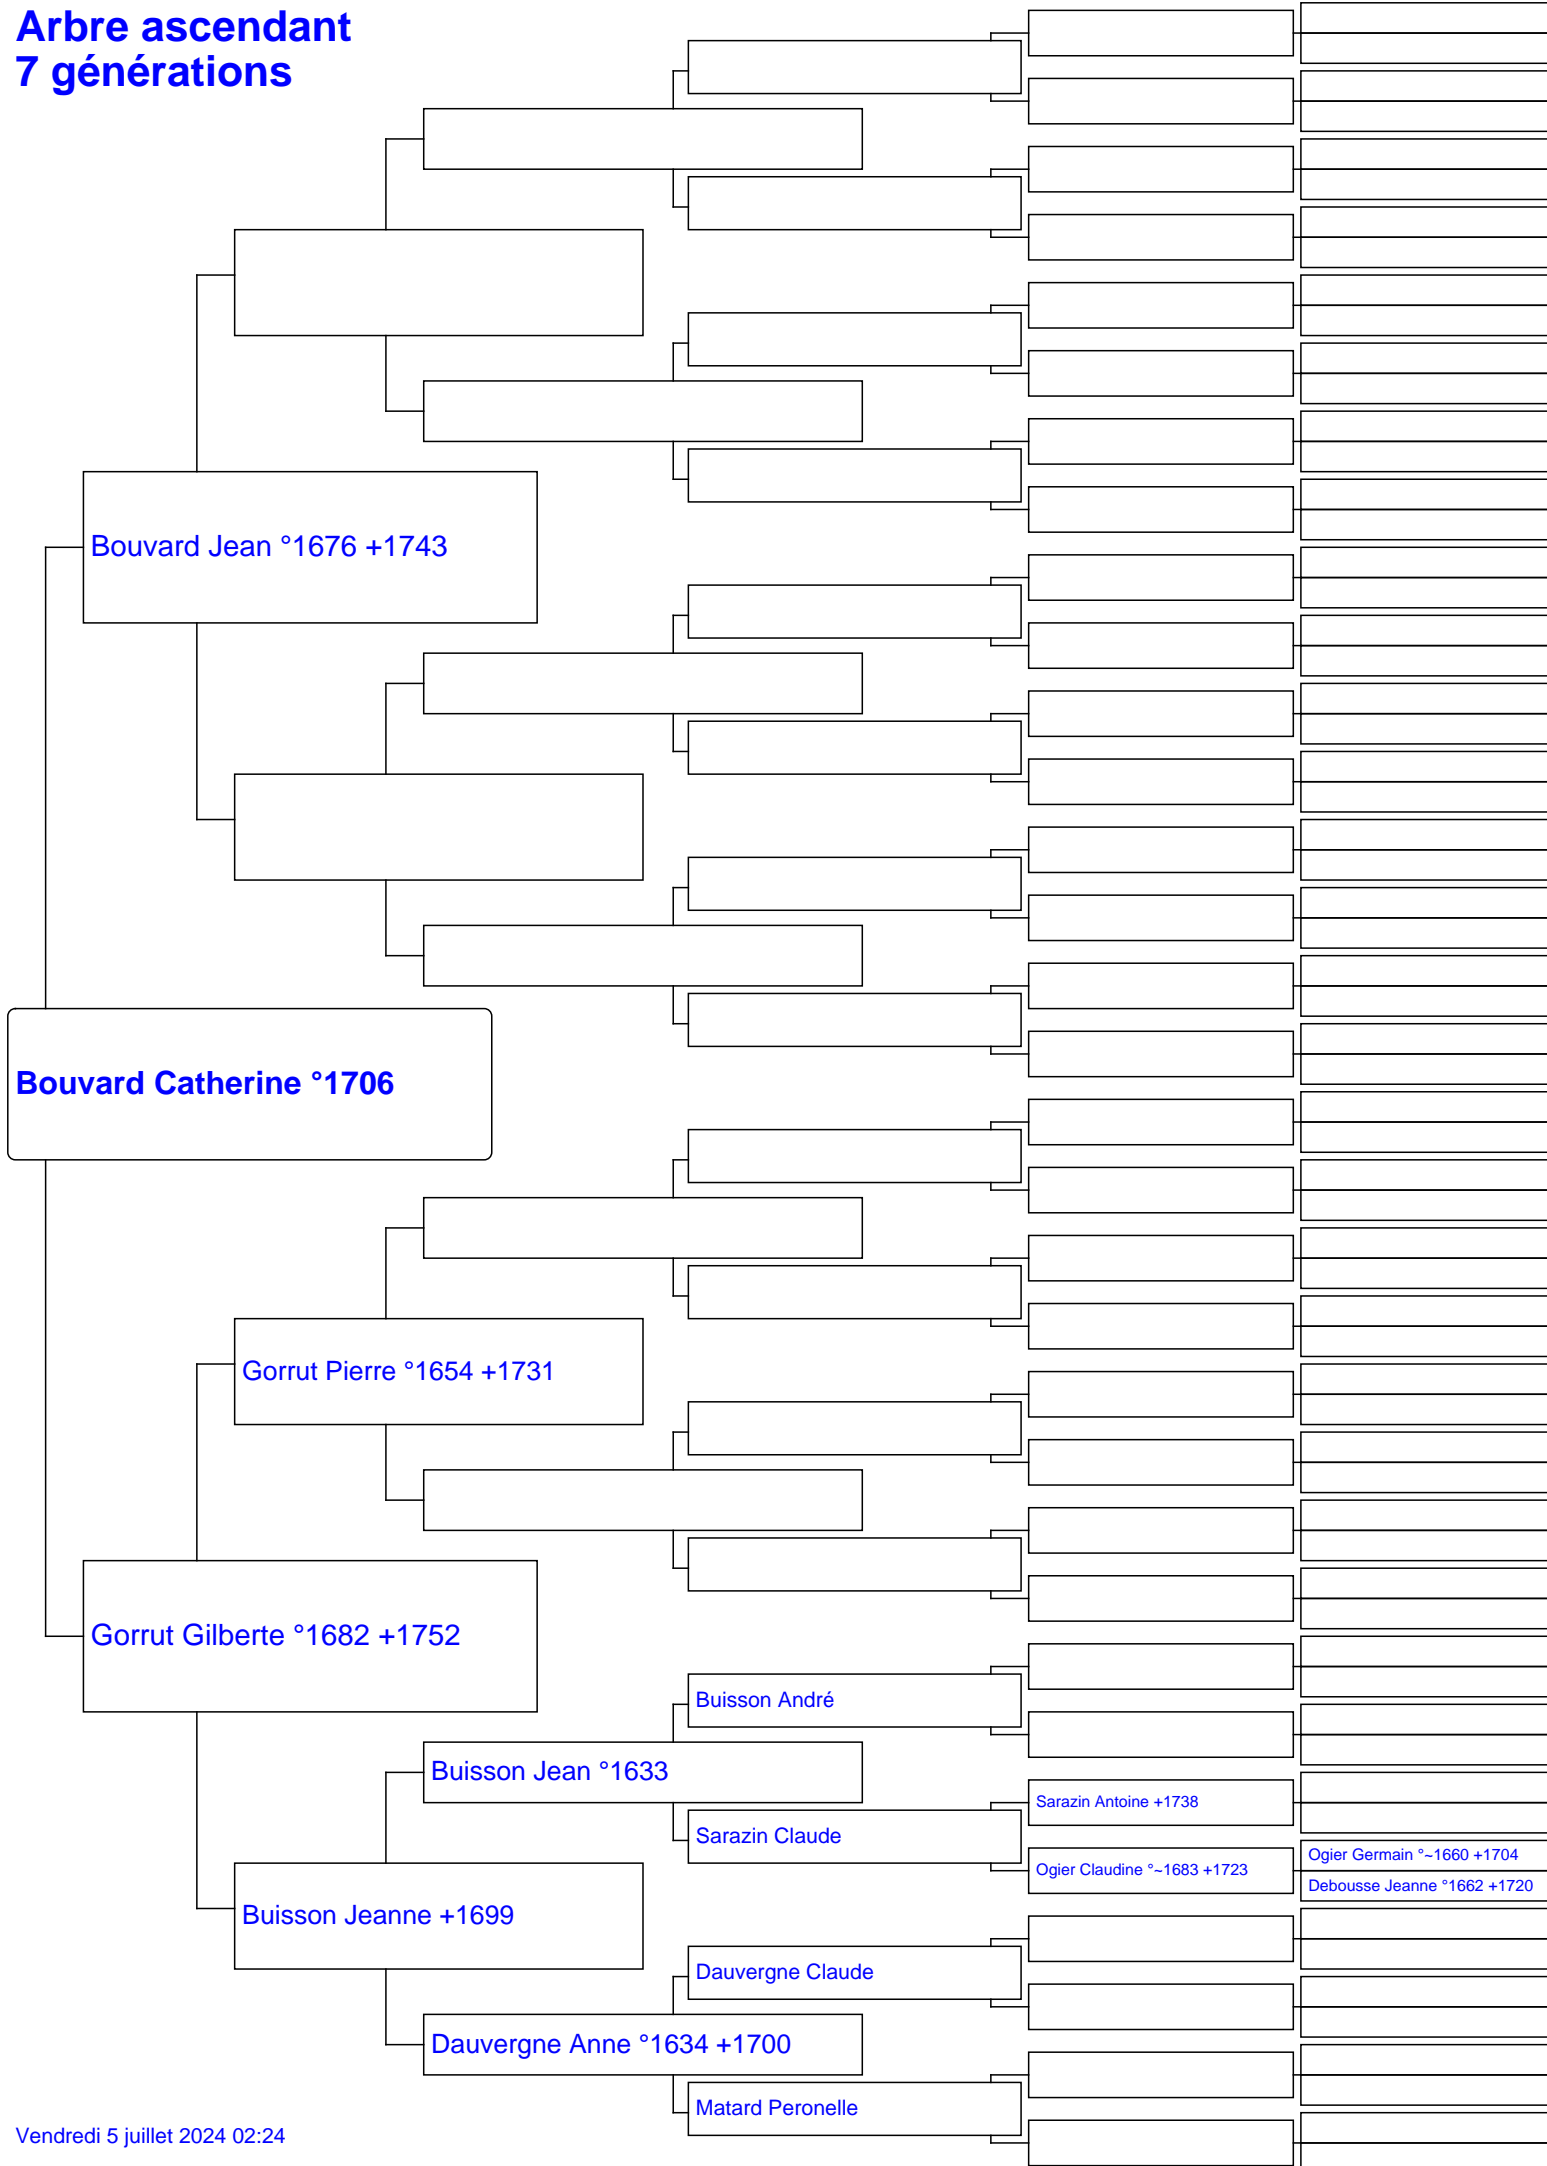 Arbre ascendant
7 générations
Bouvard Jean °1676 +1743
Bouvard Catherine °1706
Gorrut Pierre °1654 +1731
Gorrut Gilberte °1682 +1752
Buisson André
Buisson Jean °1633
Sarazin Antoine +1738
Sarazin Claude
Ogier Germain °~1660 +1704
Ogier Claudine °~1683 +1723
Debousse Jeanne °1662 +1720
Buisson Jeanne +1699
Dauvergne Claude
Dauvergne Anne °1634 +1700
Matard Peronelle
Vendredi 5 juillet 2024 02:24